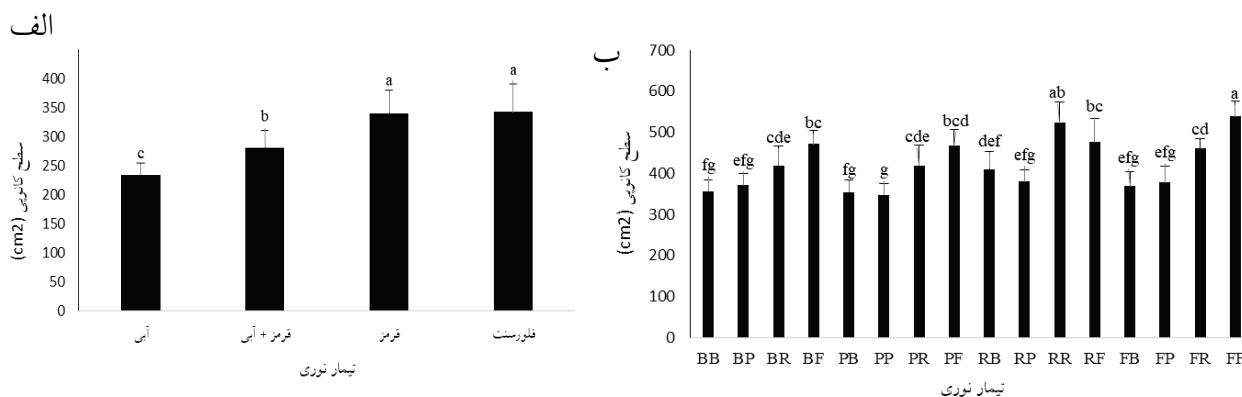 الف
سطح کانوپی (cm2)
400
350
300
250
200
150
100
50
0
c
b
a
a
آبی
قرمز + آبی
قرمز
فلورسنت
تیمار نوری
ب
سطح کانوپی (cm2)
700
600
500
400
300
200
100
0
fg
efg
cde
bc
fg
g
cde
bcd
def
efg
ab
bc
efg
efg
cd
a
BB BP BR BF PB PP PR PF RB RP RR RF FB FP FR FF
تیمار نوری